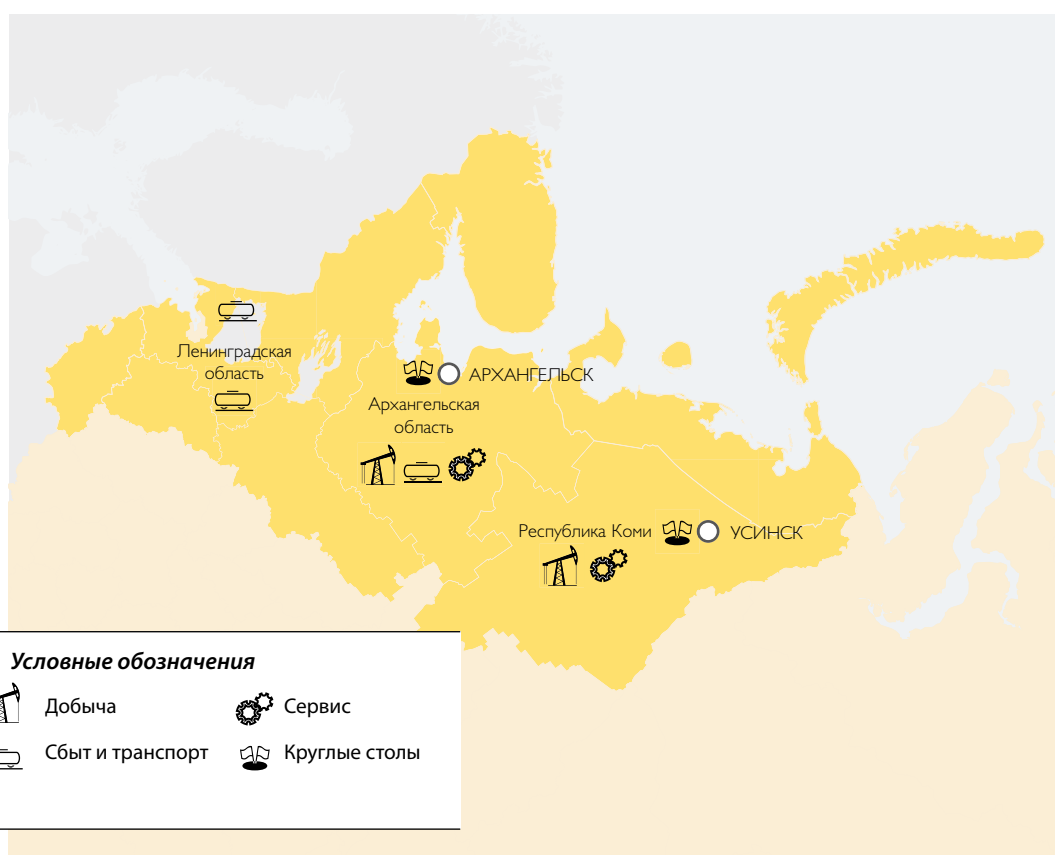 Ленинградская
область
АРХАНГЕЛЬСК
Архангельская
область
Республика Коми
УСИНСК
Условные обозначения
Добыча
Сервис
Сбыт и транспорт
Круглые столы